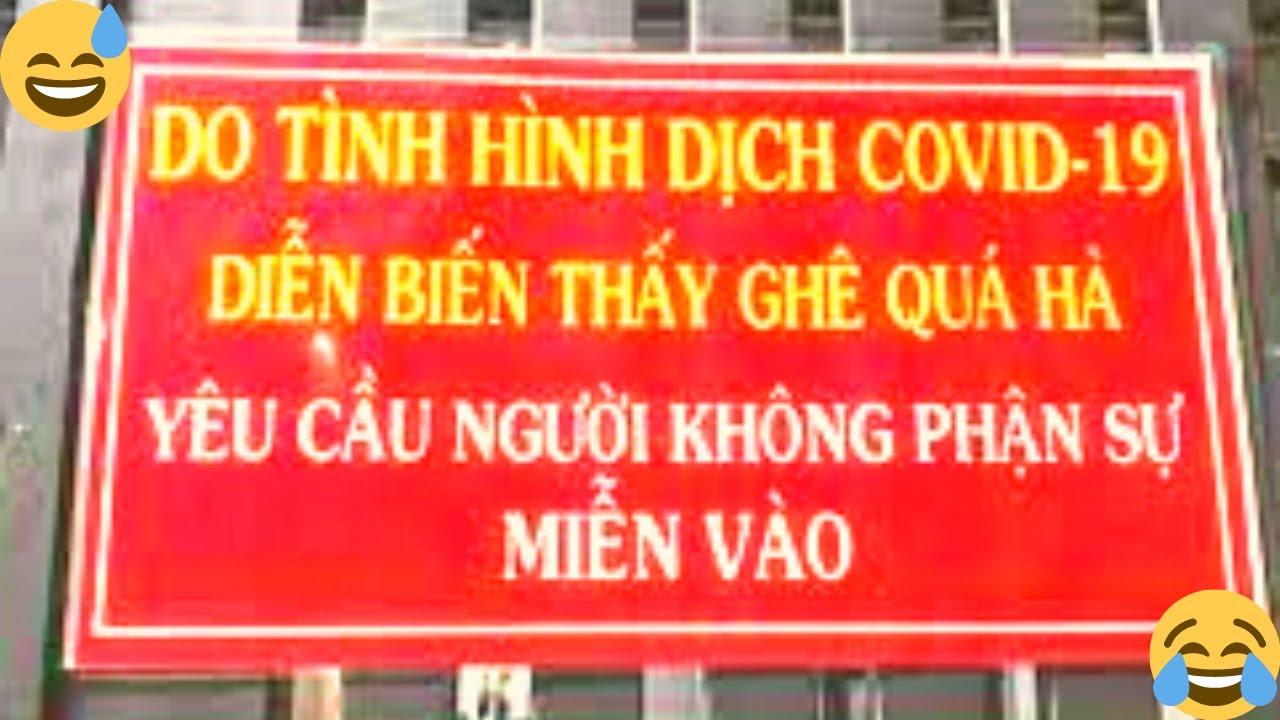 DO TÌNH HÌNH DỊCH COVID-19
DIỄN BIẾN THẤY GHÊ QUÁ HÀ
YÊU CẦU NGƯỜI KHÔNG PHẬN SỰ
MIỄN VÀO